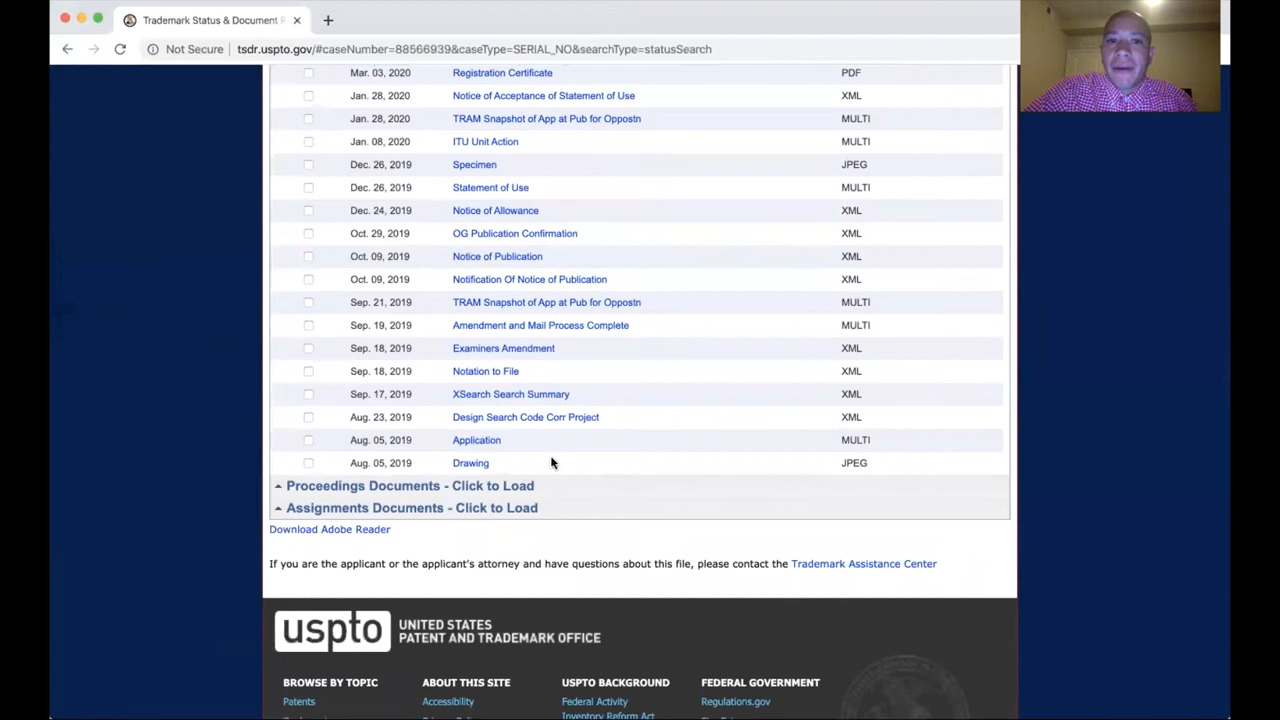 Trademark Status & Document R
Not Secure tsdr.uspto.gov/#caseNumber=88566939&caseType=SERIAL_NO&searchType=statusSearch
Mar. 03, 2020 Registration Certificate PDF
Jan. 28, 2020 Notice of Acceptance of Statement of Use XML
Jan. 28, 2020 TRAM Snapshot of App at Pub for Oppostn MULTI
Jan. 08, 2020 ITU Unit Action MULTI
Dec. 26, 2019 Specimen JPEG
Dec. 26, 2019 Statement of Use MULTI
Dec. 24, 2019 Notice of Allowance XML
Oct. 29, 2019 OG Publication Confirmation XML
Oct. 09, 2019 Notice of Publication XML
Oct. 09, 2019 Notification Of Notice of Publication XML
Sep. 21, 2019 TRAM Snapshot of App at Pub for Oppostn MULTI
Sep. 19, 2019 Amendment and Mail Process Complete MULTI
Sep. 18, 2019 Examiners Amendment XML
Sep. 18, 2019 Notation to File XML
Sep. 17, 2019 XSearch Search Summary XML
Aug. 23, 2019 Design Search Code Corr Project XML
Aug. 05, 2019 Application MULTI
Aug. 05, 2019 Drawing JPEG
Proceedings Documents - Click to Load
Assignments Documents - Click to Load
Download Adobe Reader
If you are the applicant or the applicant's attorney and have questions about this file, please contact the Trademark Assistance Center
uspto UNITED STATES
PATENT AND TRADEMARK OFFICE
BROWSE BY TOPIC ABOUT THIS SITE USPTO BACKGROUND FEDERAL GOVERNMENT
Patents Accessibility Federal Activity Regulations.gov
Inventory Reform Act